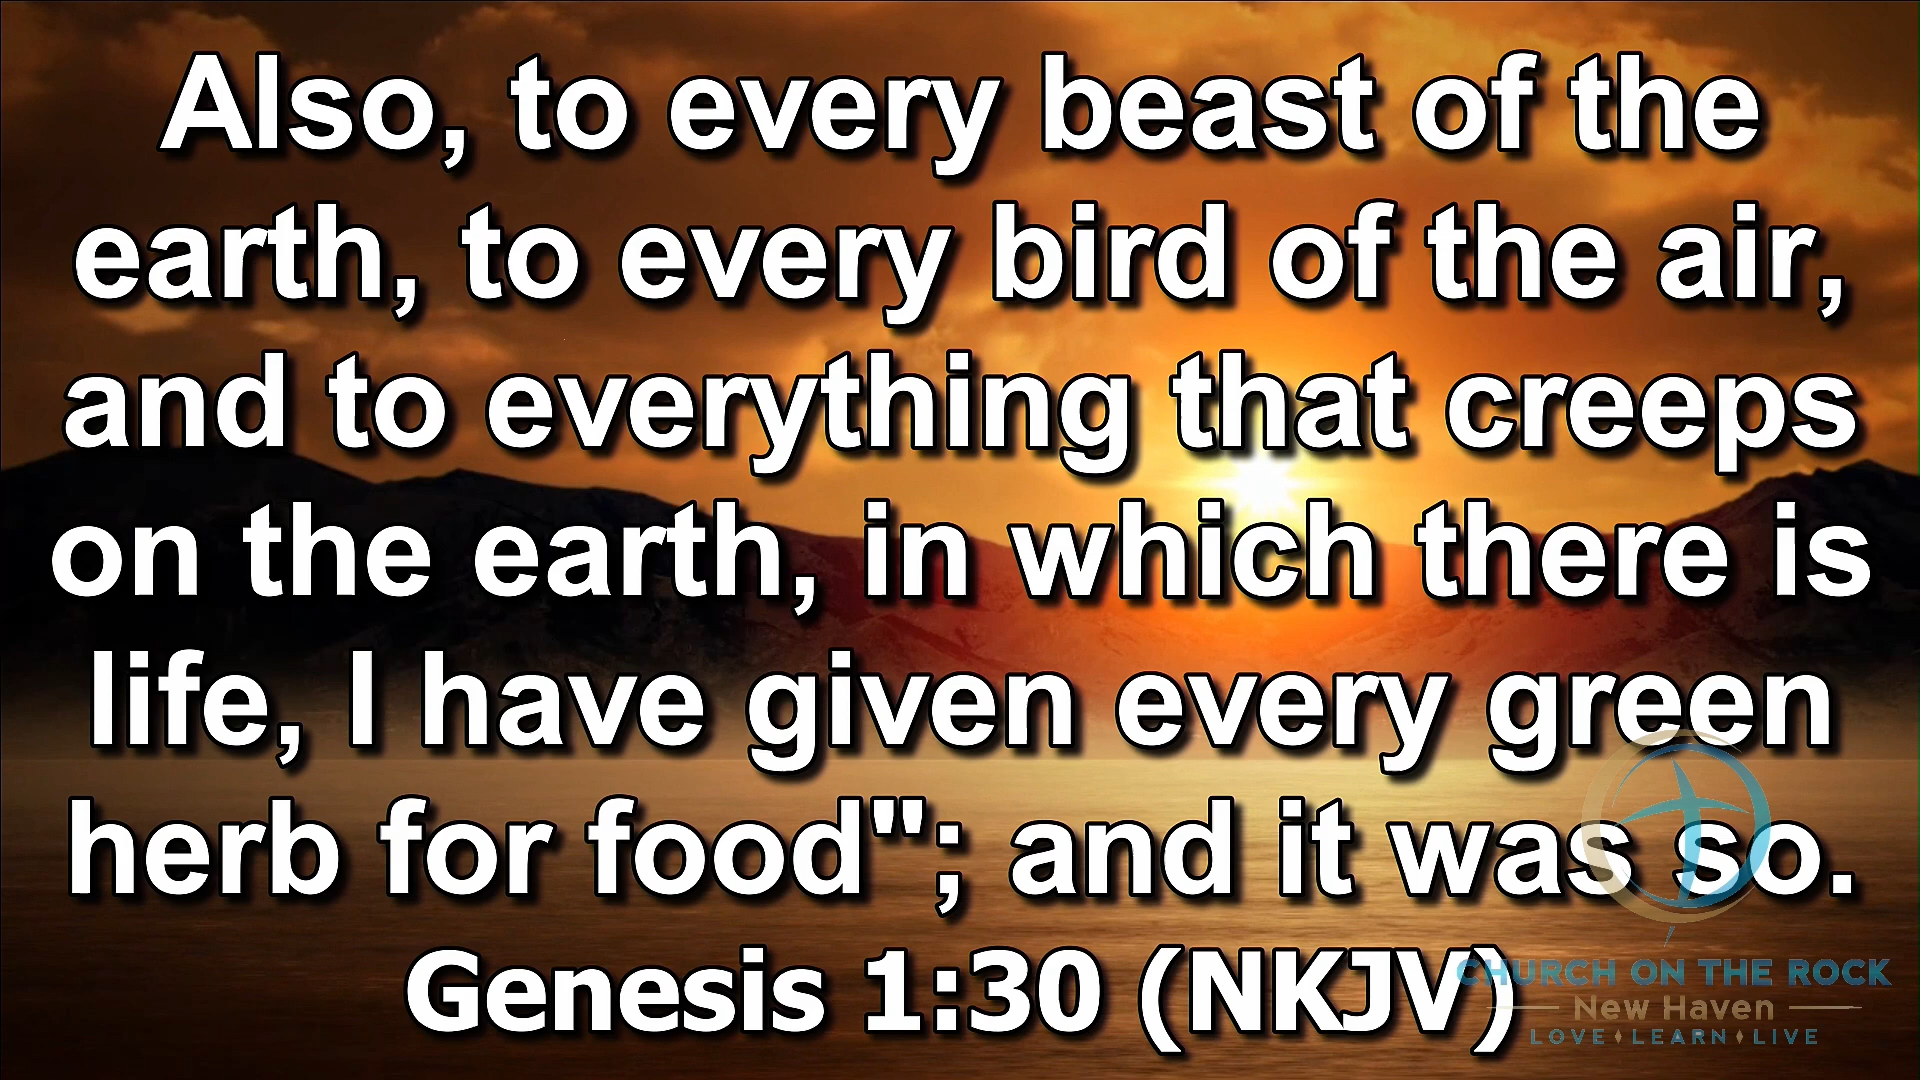 Also, to every beast of the
earth, to every bird of the air,
and to everything that creeps
on the earth, in which there is
life, I have given every green
herb for food"; and it was so.
Genesis 1:30 (NKJV)
CHURCH ON THE ROCK
New Haven
LOVE LEARN LIVE